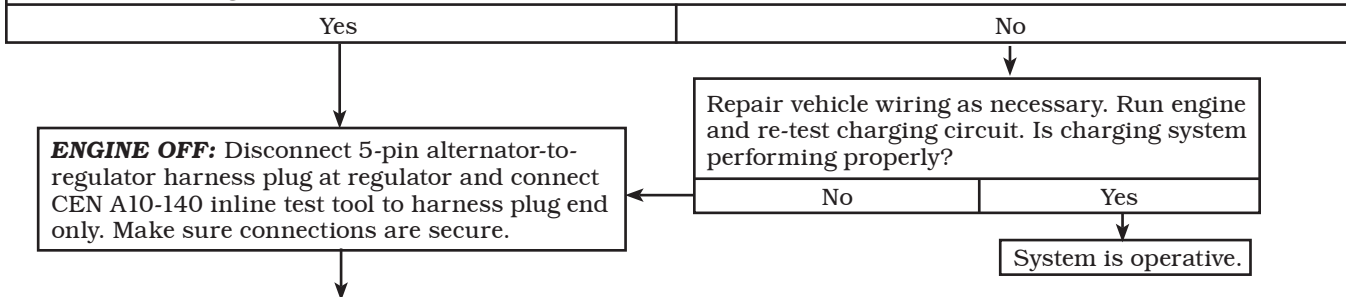 Yes
No
Repair vehicle wiring as necessary. Run engine
and re-test charging circuit. Is charging system
performing properly?
No
Yes
System is operative.
ENGINE OFF: Disconnect 5-pin alternator-to-
regulator harness plug at regulator and connect
CEN A10-140 inline test tool to harness plug end
only. Make sure connections are secure.